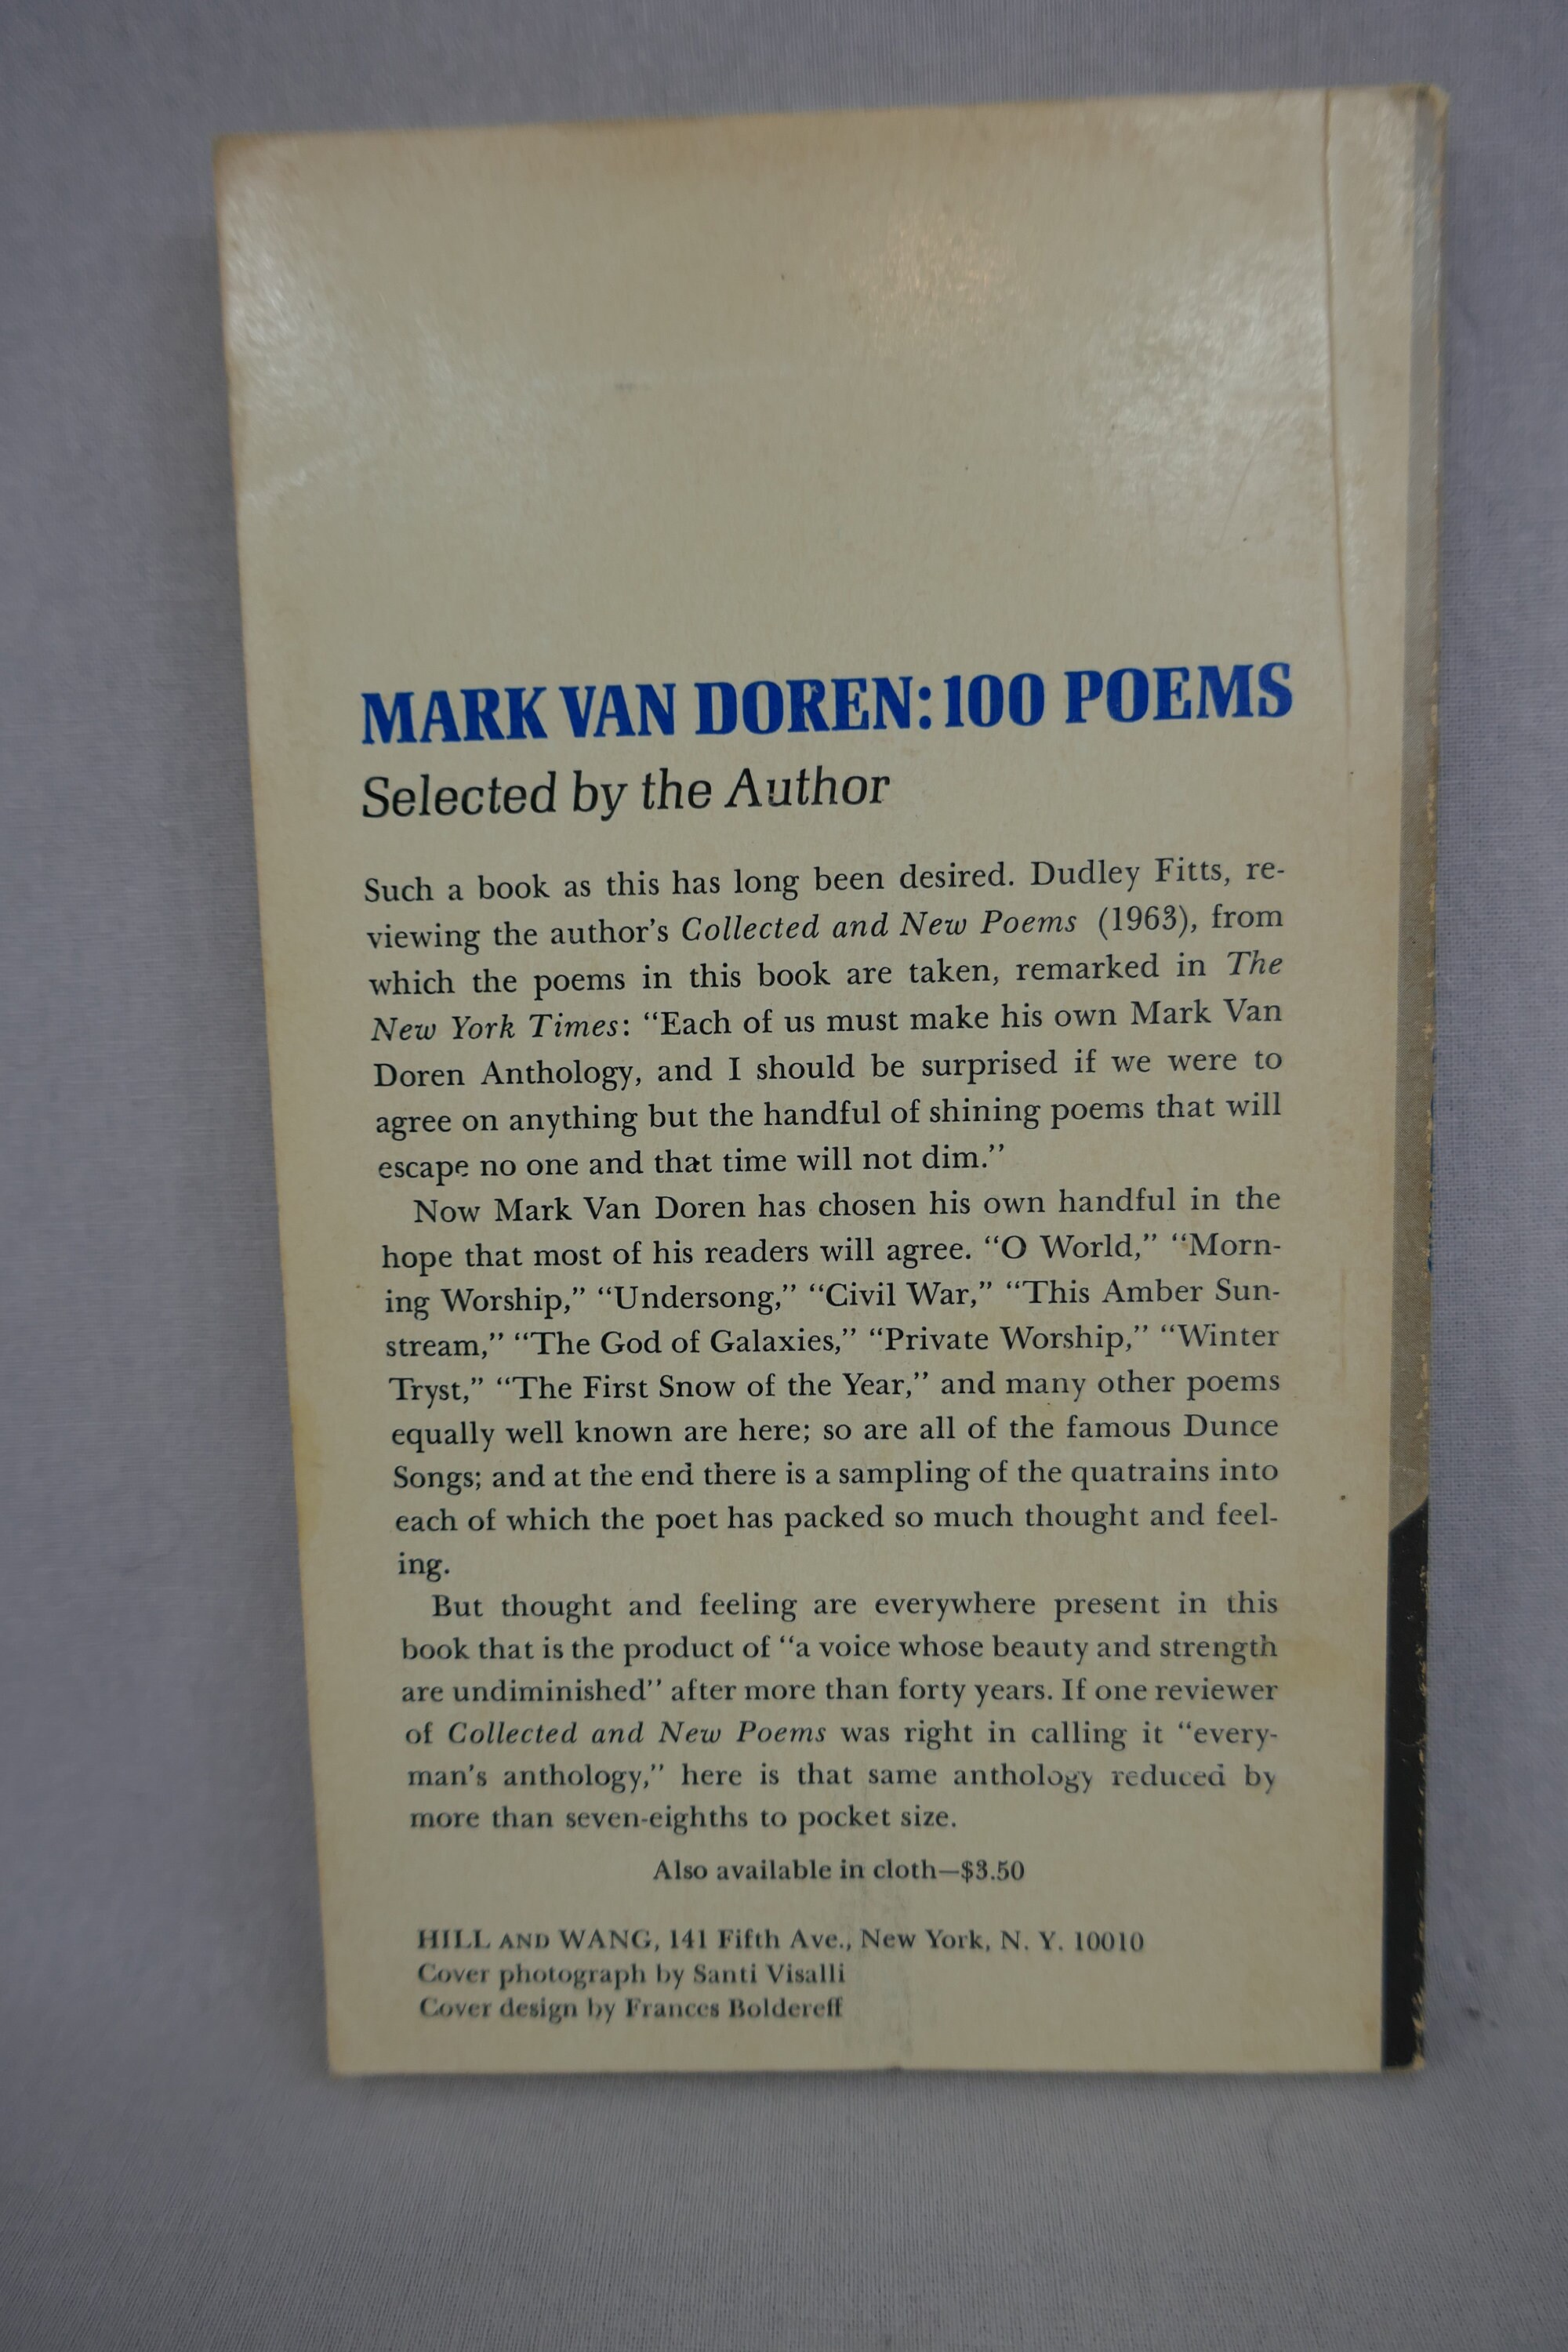 MARK VAN DOREN: 100 POEMS
Selected by the Author
Such a book as this has long been desired. Dudley Fitts, re-
viewing the author's Collected and New Poems (1963), from
which the poems in this book are taken, remarked in The
New York Times: “Each of us must make his own Mark Van
Doren Anthology, and I should be surprised if we were to
agree on anything but the handful of shining poems that will
escape no one and that time will not dim.”
Now Mark Van Doren has chosen his own handful in the
hope that most of his readers will agree. “O World,” “Morn-
ing Worship,” “Undersong,” “Civil War,” “This Amber Sun-
stream,” “The God of Galaxies,” “Private Worship,” “Winter
Tryst,” “The First Snow of the Year,” and many other poems
equally well known are here; so are all of the famous Dunce
Songs; and at the end there is a sampling of the quatrains into
each of which the poet has packed so much thought and feel-
ing.
But thought and feeling are everywhere present in this
book that is the product of “a voice whose beauty and strength
are undiminished” after more than forty years. If one reviewer
of Collected and New Poems was right in calling it “every-
man's anthology,” here is that same anthology reduced by
more than seven-eighths to pocket size.
Also available in cloth—$3.50
HILL AND WANG, 141 Fifth Ave., New York, N. Y. 10010
Cover photograph by Santi Visalli
Cover design by Frances Boldereff